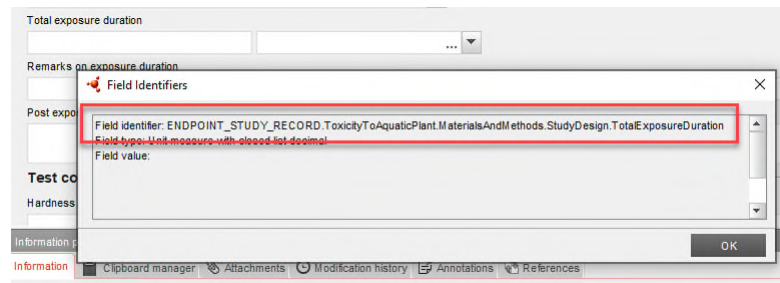 Total exposure duration
...
Remarks on exposure duration
Field Identifiers
Post expo
Field identifier: ENDPOINT_STUDY_RECORD.ToxicityToAquaticPlant.MaterialsAndMethods.StudyDesign.TotalExposureDuration
Field type: Unit measure with closed list decimal
Field value:
Test co
Hardness
OK
Information p
Information Clipboard manager Attachments Modification history Annotations References